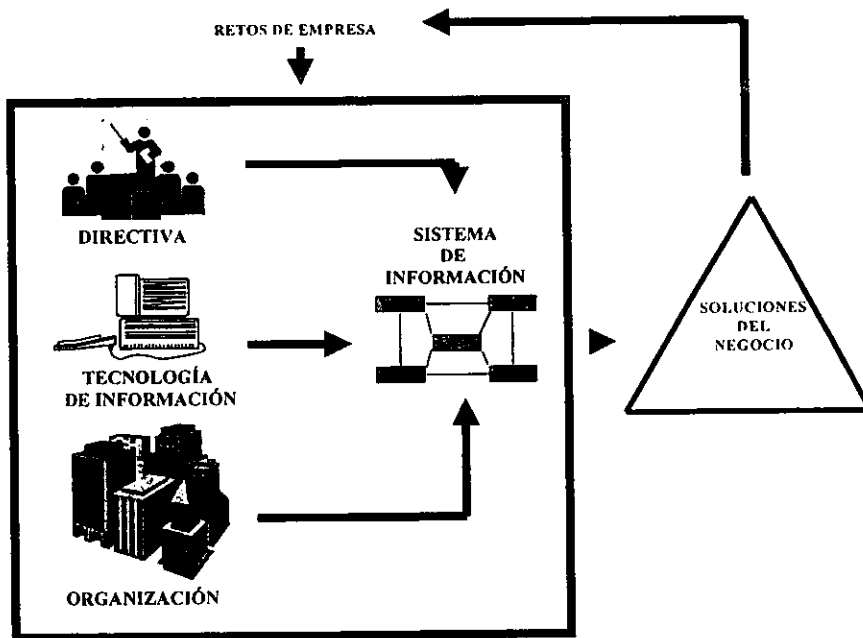 RETOS DE EMPRESA
DIRECTIVA
SISTEMA
DE
INFORMACIÓN
TECNOLOGÍA
DE INFORMACIÓN
ORGANIZACIÓN
SOLUCIONES
DEL
NEGOCIO